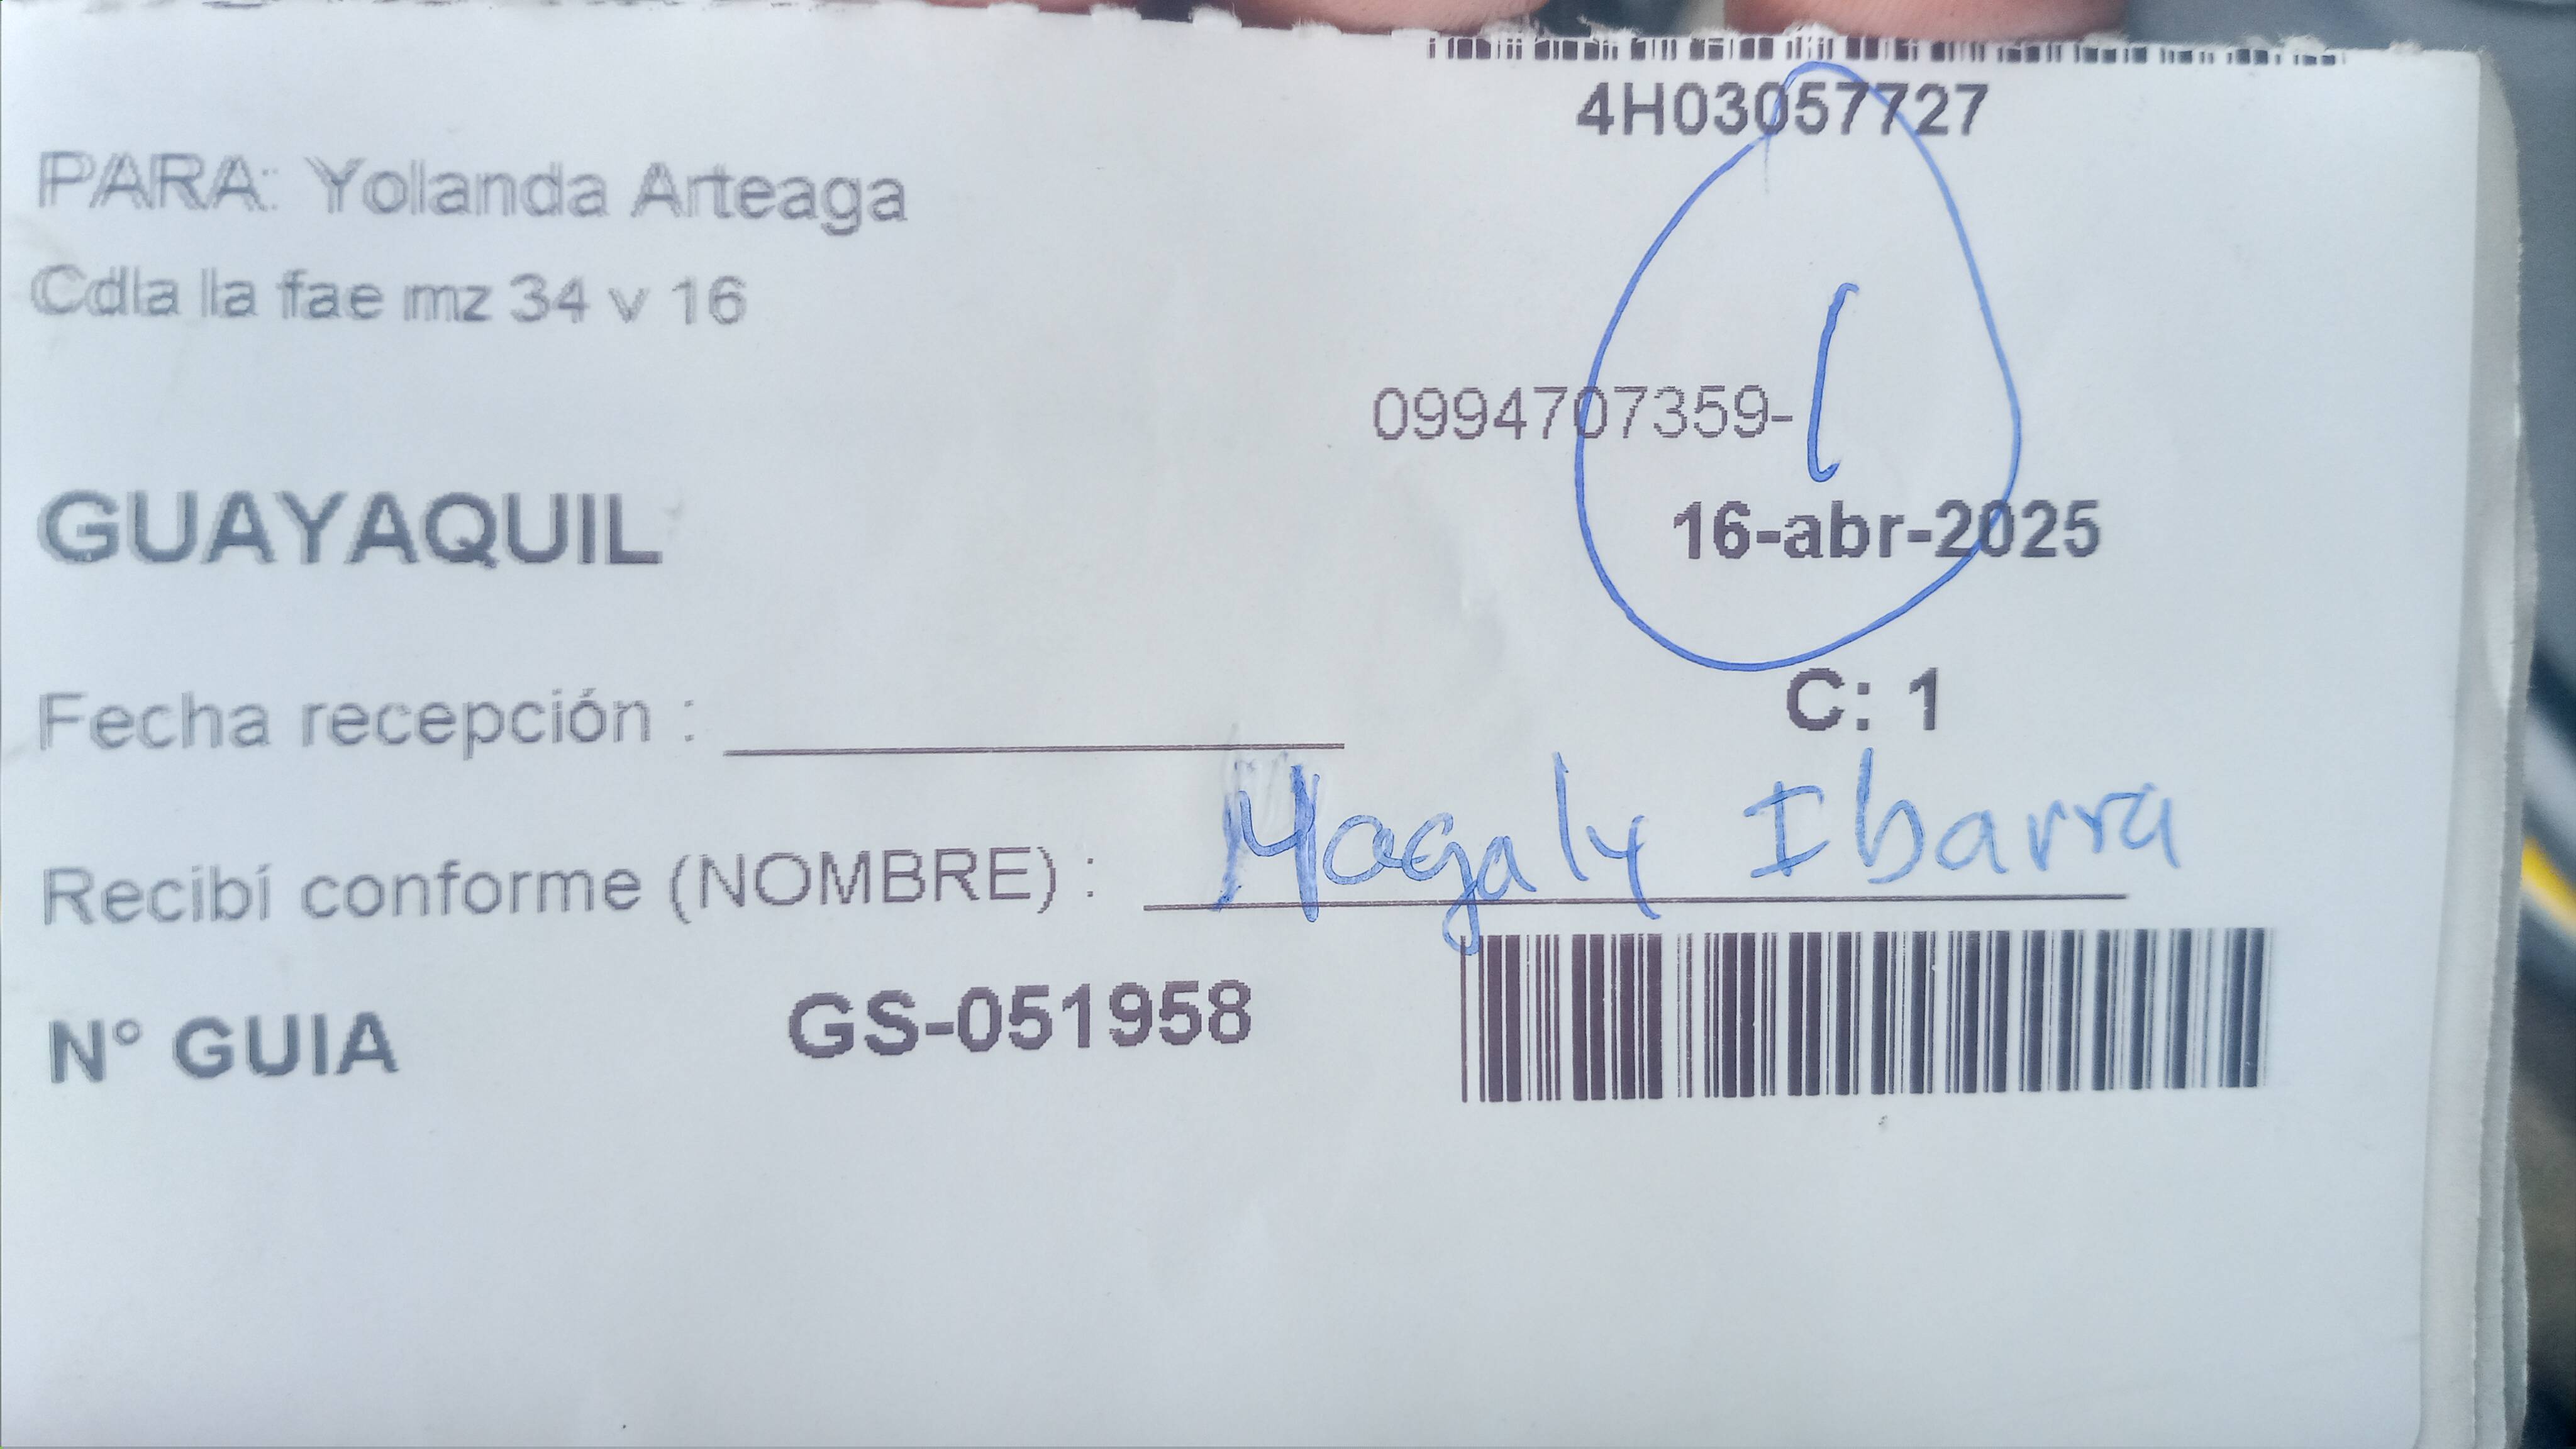 4H03057727
PARA: Yolanda Arteaga
Cdla la fae mz 34 v 16
0994707359-
1
GUAYAQUIL
16-abr-2025
Fecha recepción :
C: 1
Recibí conforme (NOMBRE) : Magaly Ibarra
N° GUIA GS-051958